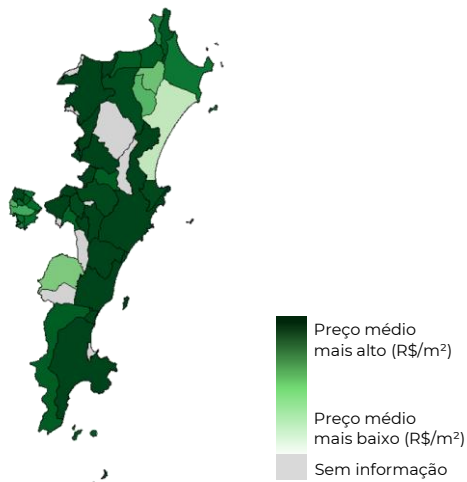 Preço médio
mais alto (R$/m²)
Preço médio
mais baixo (R$/m²)
Sem informação